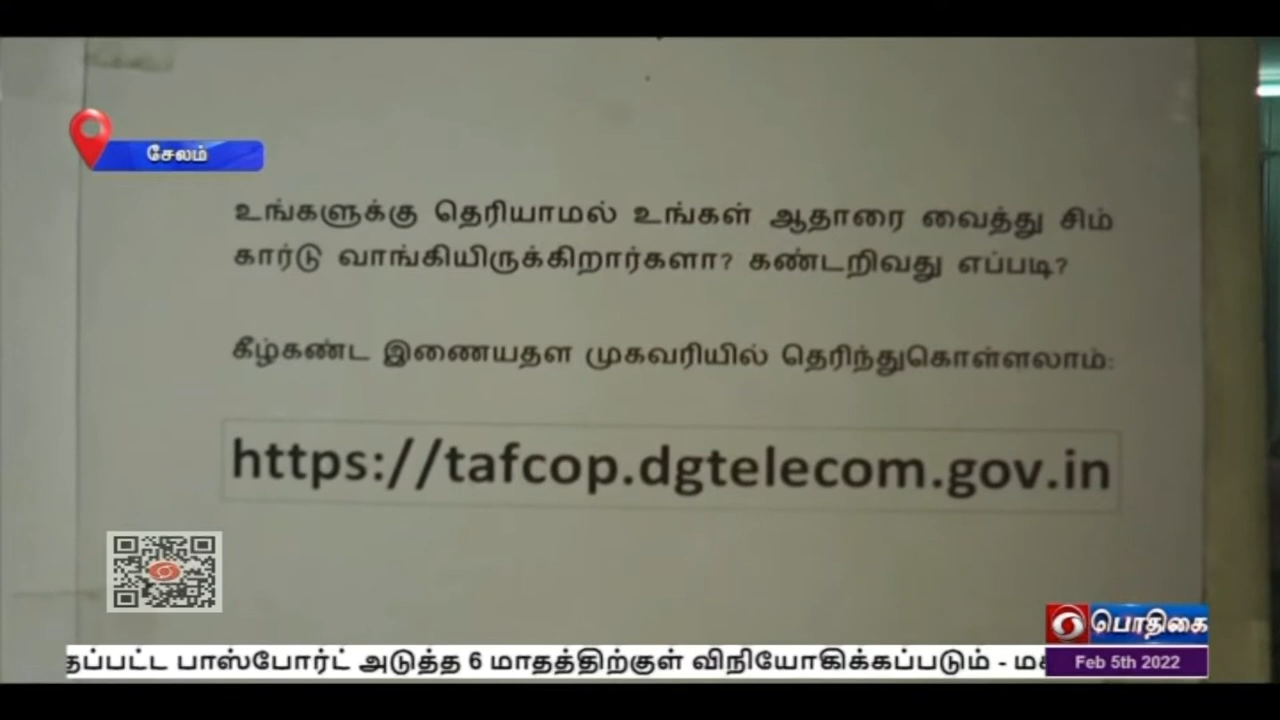 சேலம்
உங்களுக்கு தெரியாமல் உங்கள் ஆதாரை வைத்து சிம்
கார்டு வாங்கியிருக்கிறார்களா? கண்டறிவது எப்படி?
கீழ்கண்ட இணையதள முகவரியில் தெரிந்துகொள்ளலாம்:
https://tafcop.dgtelecom.gov.in
பொதிகை
பாஸ்போர்ட் அடுத்த 6 மாதத்திற்குள் விநியோகிக்கப்படும் -
Feb 5th 2022